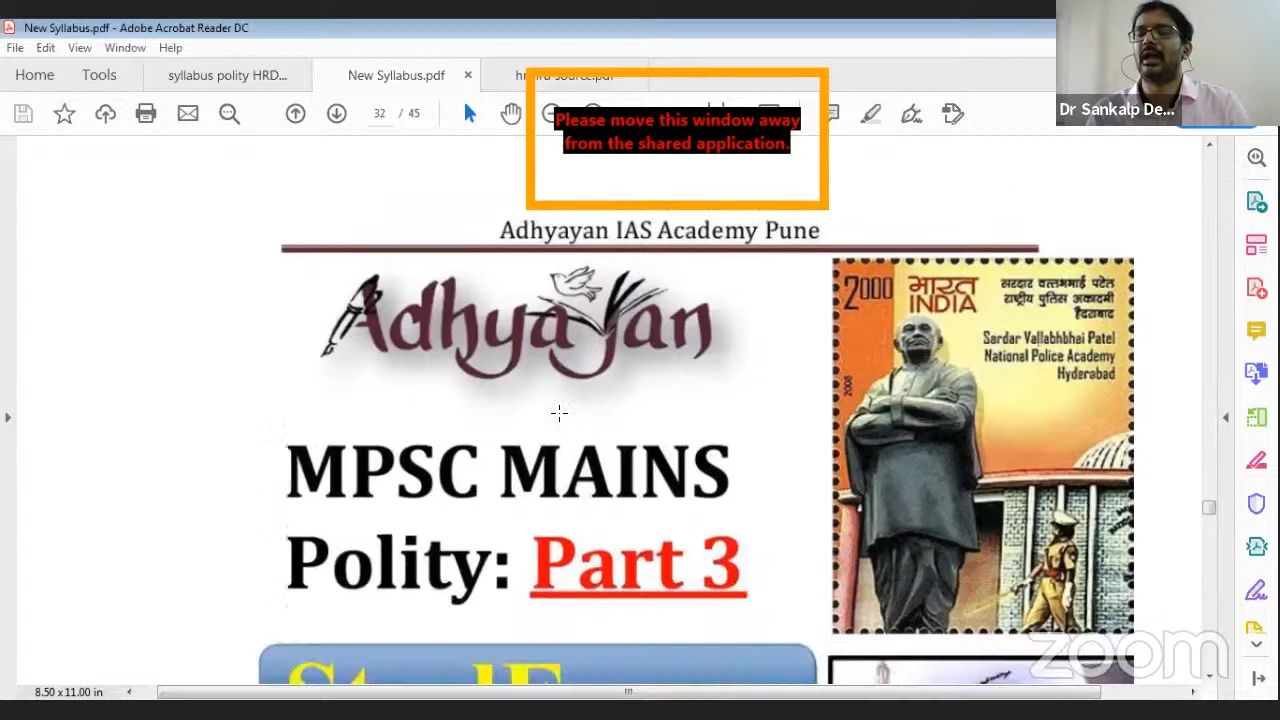 New Syllabus.pdf - Adobe Acrobat Reader DC
File Edit View Window Help
Home Tools syllabus polity HRD... New Syllabus.pdf ×
32 / 45
Please move this window away
from the shared application.
Dr Sankalp De...
Adhyayan IAS Academy Pune
Adhyayan
2000 भारत
INDIA
सरदार वल्लभभाई पटेल
राष्ट्रीय पुलिस अकादमी
हैदराबाद
Sardar Vallabhbhai Patel
National Police Academy
Hyderabad
2008
MPSC MAINS
Polity: Part 3
zoom
8.50 x 11.00 in